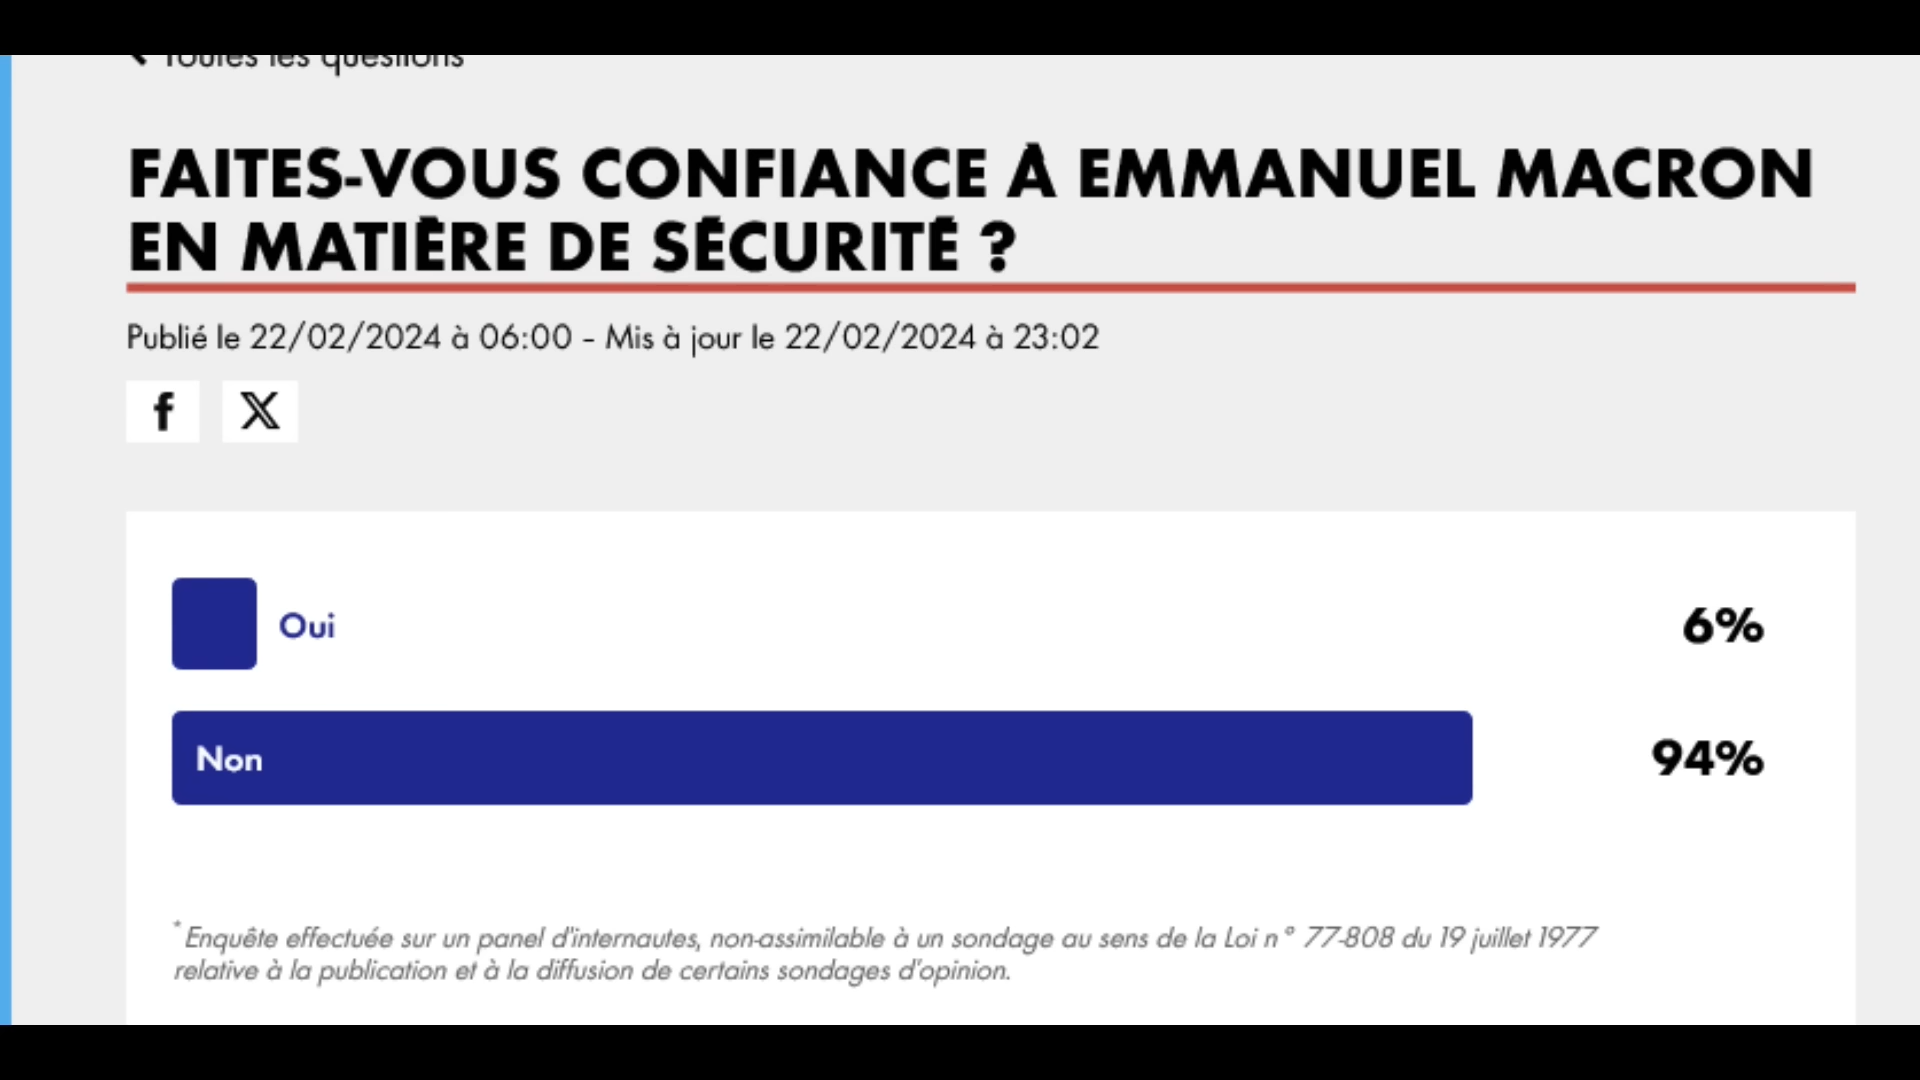 Toutes les questions
FAITES-VOUS CONFIANCE À EMMANUEL MACRON
EN MATIÈRE DE SÉCURITÉ ?
Publié le 22/02/2024 à 06:00 - Mis à jour le 22/02/2024 à 23:02
f X
Oui 6%
Non 94%
* Enquête effectuée sur un panel d'internautes, non-assimilable à un sondage au sens de la Loi n° 77-808 du 19 juillet 1977
relative à la publication et à la diffusion de certains sondages d'opinion.